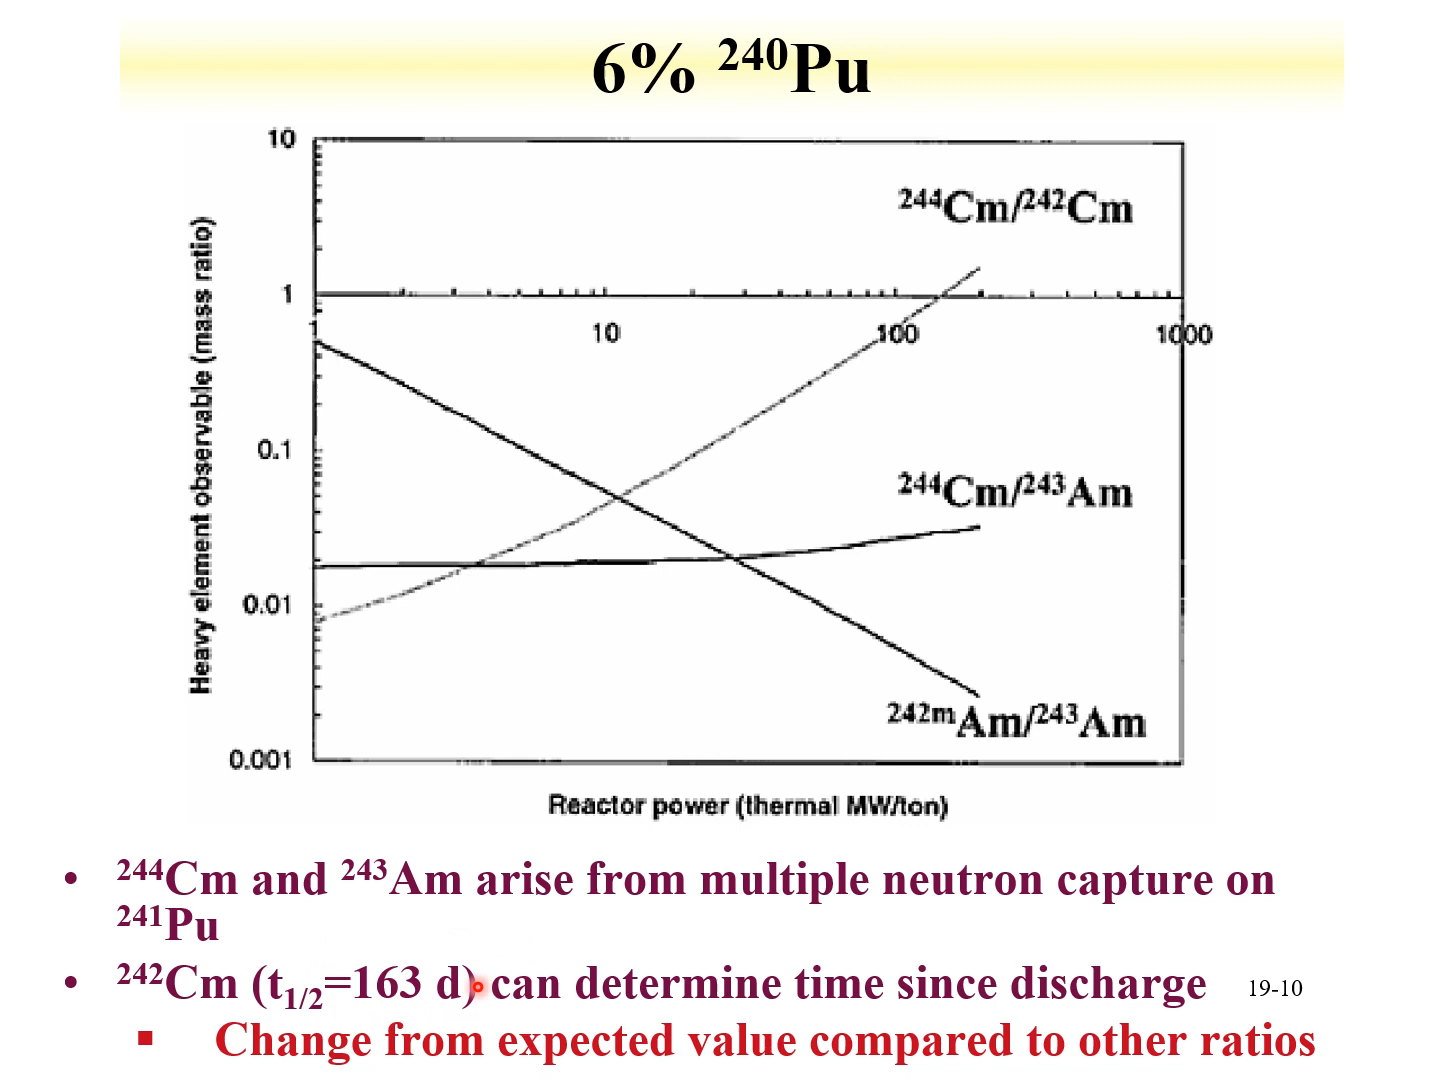 6% ²⁴⁰Pu
10
²⁴⁴Cm/²⁴²Cm
1
1
10
100
1000
0.1
²⁴⁴Cm/²⁴³Am
0.01
²⁴²ᵐAm/²⁴³Am
0.001
Heavy element observable (mass ratio)
Reactor power (thermal MW/ton)
• ²⁴⁴Cm and ²⁴³Am arise from multiple neutron capture on
²⁴¹Pu
• ²⁴²Cm (t₁/₂=163 d) can determine time since discharge
19-10
▪ Change from expected value compared to other ratios